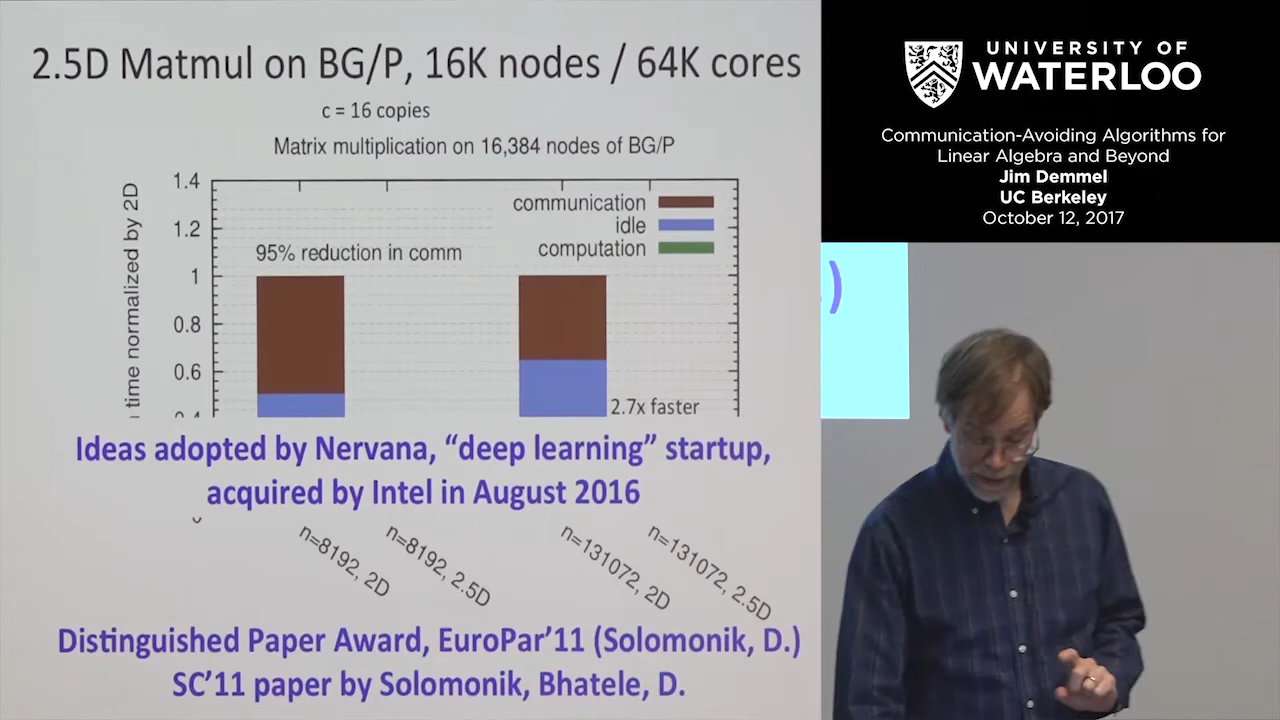 2.5D Matmul on BG/P, 16K nodes / 64K cores
c = 16 copies
Matrix multiplication on 16,384 nodes of BG/P
time normalized by 2D
1.4
1.2
1
0.8
0.6
0.4
communication
idle
computation
95% reduction in comm
2.7x faster
Ideas adopted by Nervana, “deep learning” startup,
acquired by Intel in August 2016
n=8192, 2D
n=8192, 2.5D
n=131072, 2D
n=131072, 2.5D
Distinguished Paper Award, EuroPar’11 (Solomonik, D.)
SC’11 paper by Solomonik, Bhatele, D.
UNIVERSITY OF
WATERLOO
Communication-Avoiding Algorithms for
Linear Algebra and Beyond
Jim Demmel
UC Berkeley
October 12, 2017
)